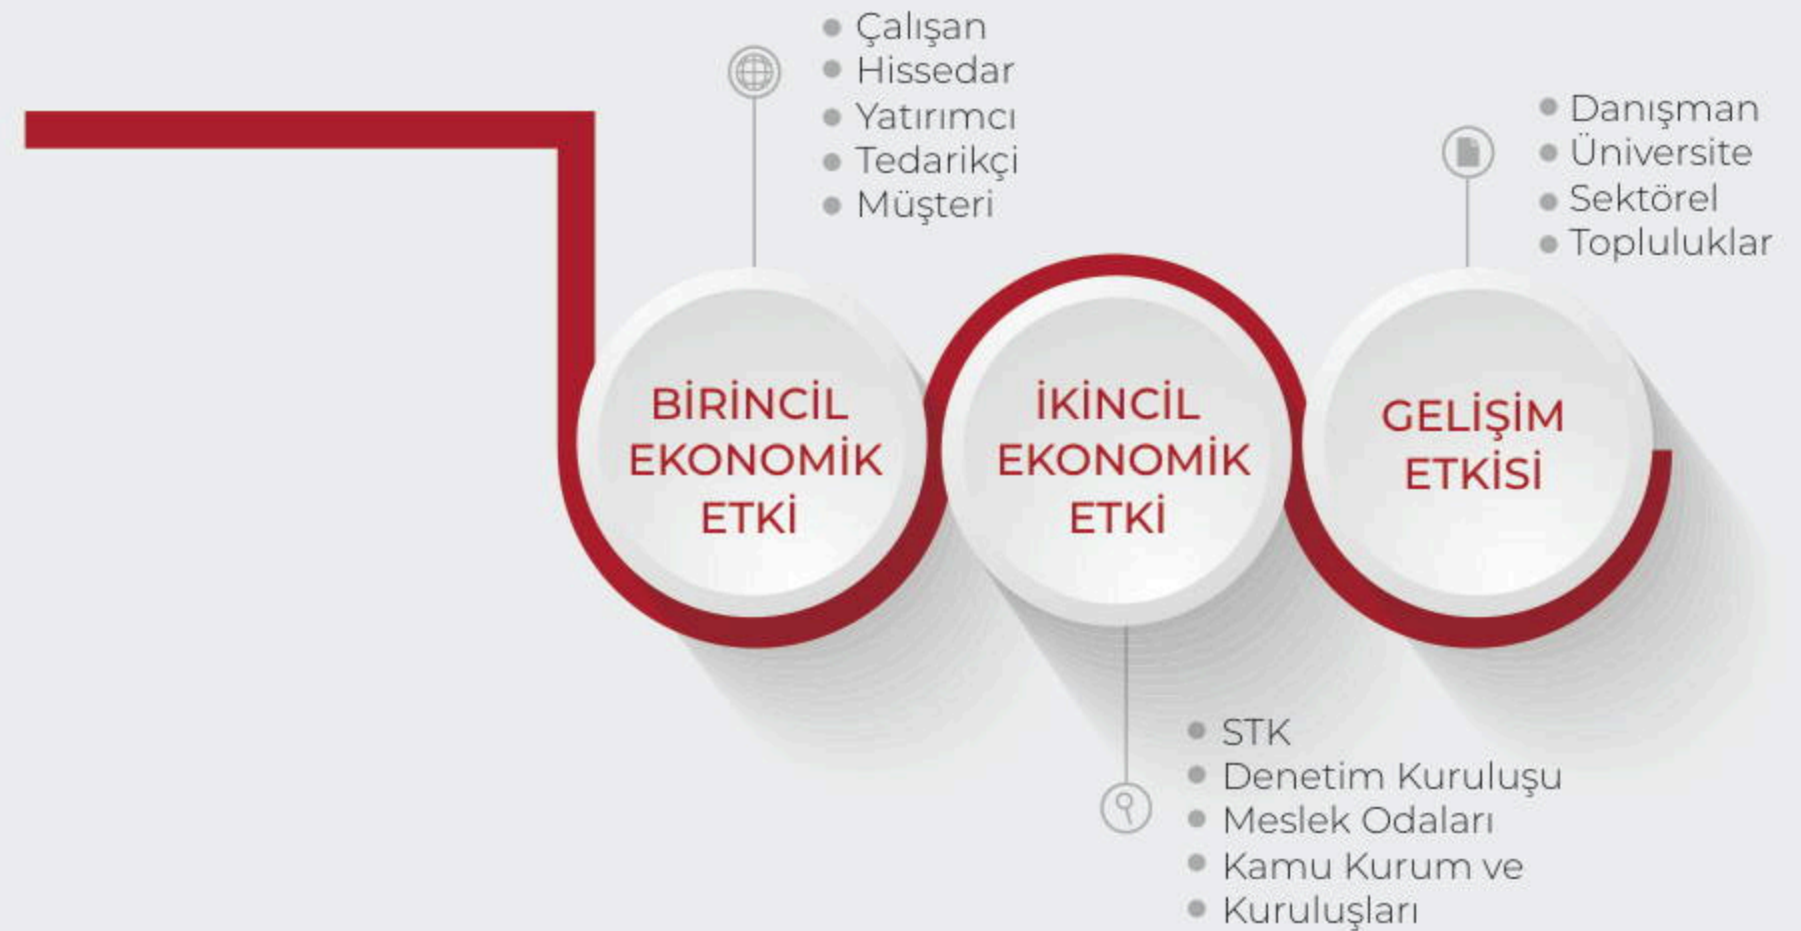 • Çalışan
• Hissedar
• Yatırımcı
• Tedarikçi
• Müşteri
BİRİNCİL
EKONOMİK
ETKİ
İKİNCİL
EKONOMİK
ETKİ
• STK
• Denetim Kuruluşu
• Meslek Odaları
• Kamu Kurum ve
• Kuruluşları
• Danışman
• Üniversite
• Sektörel
• Topluluklar
GELİŞİM
ETKİSİ